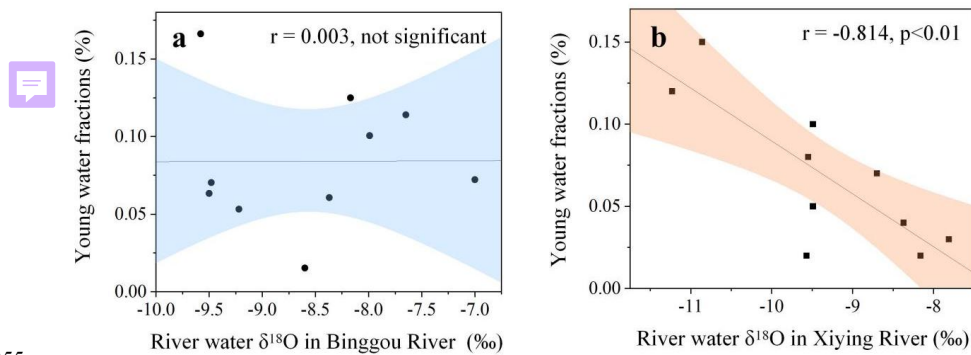 a r = 0.003, not significant
Young water fractions (%)
0.15
0.10
0.05
0.00
-10.0 -9.5 -9.0 -8.5 -8.0 -7.5 -7.0
River water δ¹⁸O in Binggou River (‰)
b r = -0.814, p<0.01
Young water fractions (%)
0.15
0.10
0.05
0.00
-11 -10 -9 -8
River water δ¹⁸O in Xiying River (‰)